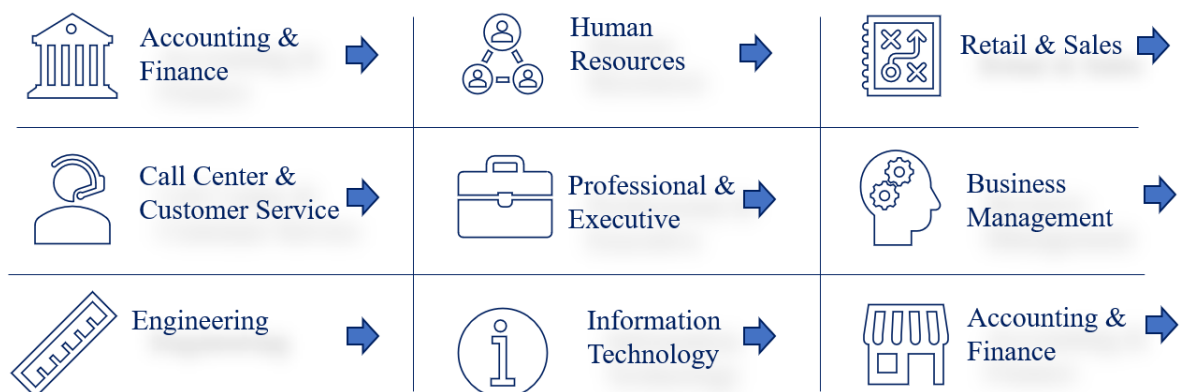 Accounting &
Finance
Human
Resources
Retail & Sales
Call Center &
Customer Service
Professional &
Executive
Business
Management
Engineering
Information
Technology
Accounting &
Finance